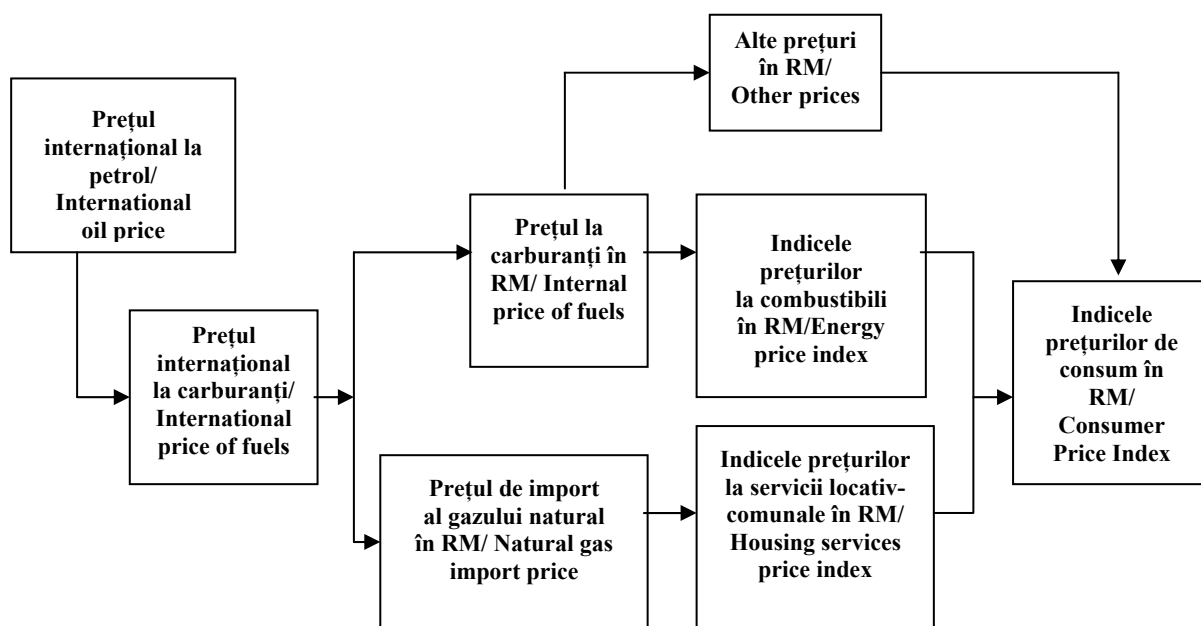 Alte prețuri
în RM/
Other prices
Prețul
internațional la
petrol/
International
oil price
Prețul la
carburanți în
RM/ Internal
price of fuels
Indicele
prețurilor
la combustibili
în RM/Energy
price index
Prețul
internațional
la carburanți/
International
price of fuels
Indicele
prețurilor de
consum în
RM/
Consumer
Price Index
Prețul de import
al gazului natural
în RM/ Natural gas
import price
Indicele prețurilor
la servicii locativ-
comunale în RM/
Housing services
price index